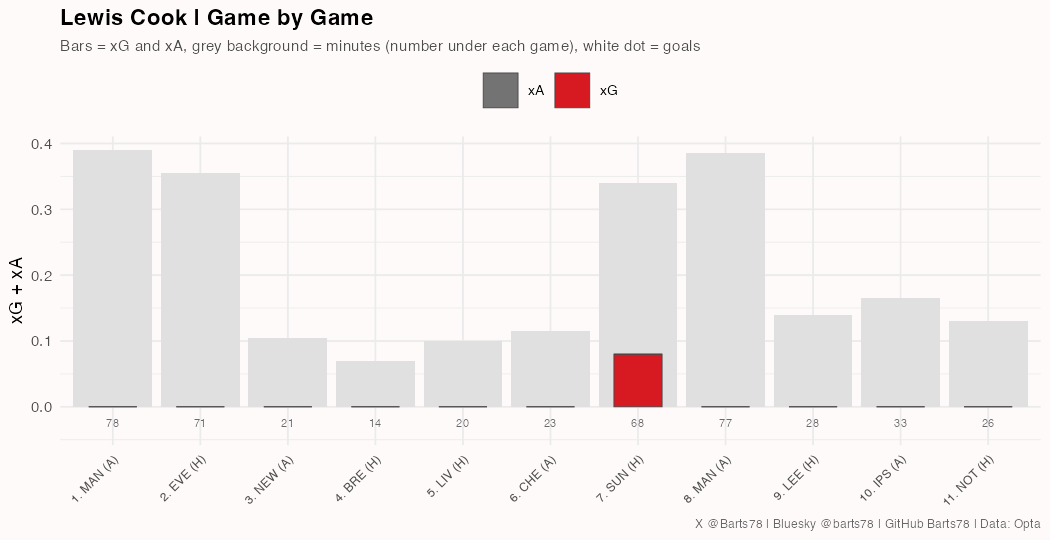 Lewis Cook | Game by Game
Bars = xG and xA, grey background = minutes (number under each game), white dot = goals
xA
xG
xG + xA
0.4
0.3
0.2
0.1
0.0
78 71 21 14 20 23 68 77 28 33 26
1. MAN (A)
2. EVE (H)
3. NEW (A)
4. BRE (H)
5. LIV (H)
6. CHE (A)
7. SUN (H)
8. MAN (A)
9. LEE (H)
10. IPS (A)
11. NOT (H)
X @Barts78 | Bluesky @barts78 | GitHub Barts78 | Data: Opta